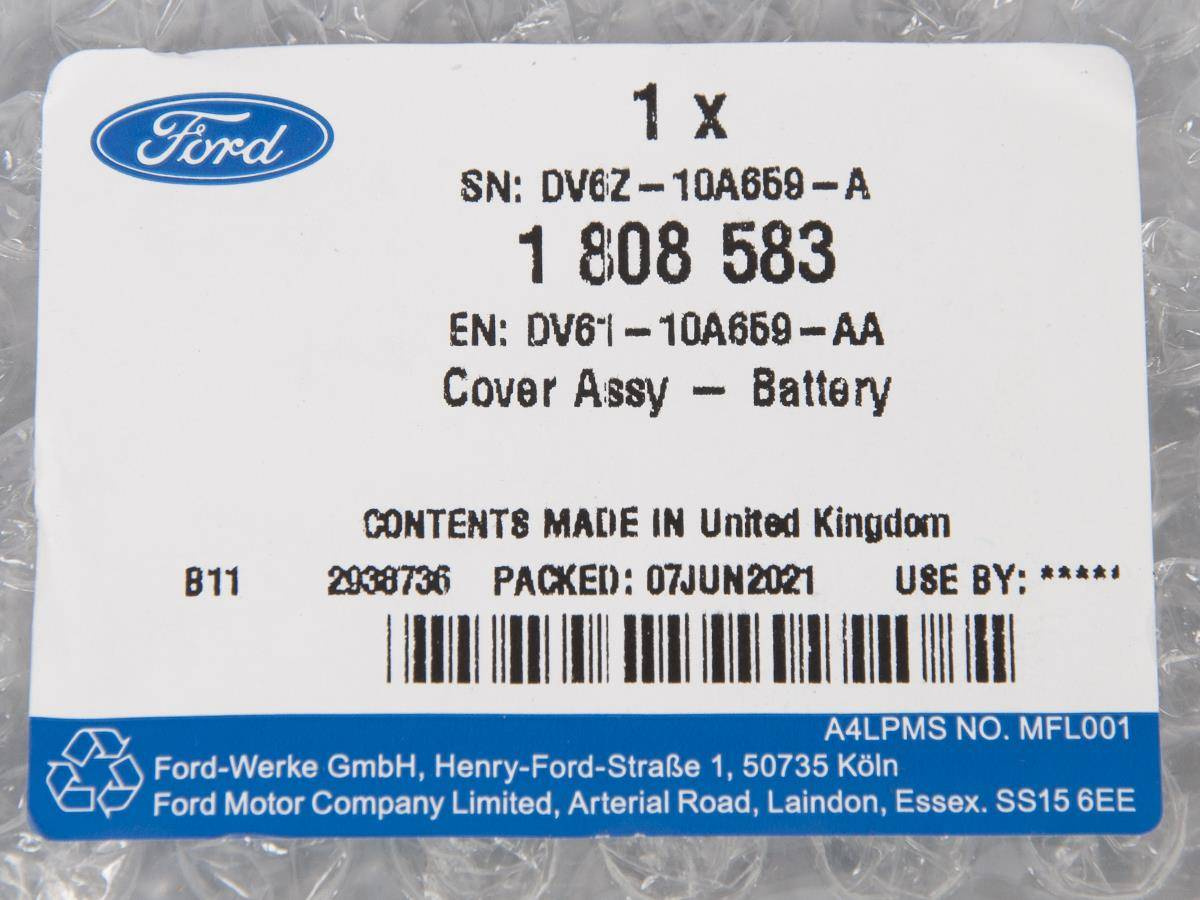 Ford
1 x
SN: DV6Z-10A659-A
1 808 583
EN: DV61-10A659-AA
Cover Assy - Battery
CONTENTS MADE IN United Kingdom
B11 2938736 PACKED: 07JUN2021 USE BY: *****
A4LPMS NO. MFL001
Ford-Werke GmbH, Henry-Ford-Straße 1, 50735 Köln
Ford Motor Company Limited, Arterial Road, Laindon, Essex. SS15 6EE